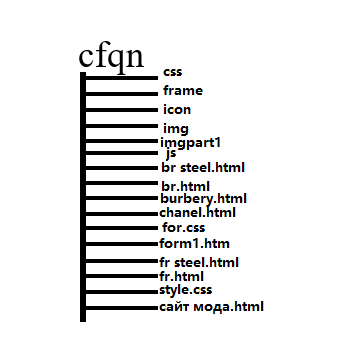 cfqn
css
frame
icon
img
imgpart1
js
br steel.html
br.html
burbery.html
chanel.html
for.css
form1.htm
fr steel.html
fr.html
style.css
сайт мода.html